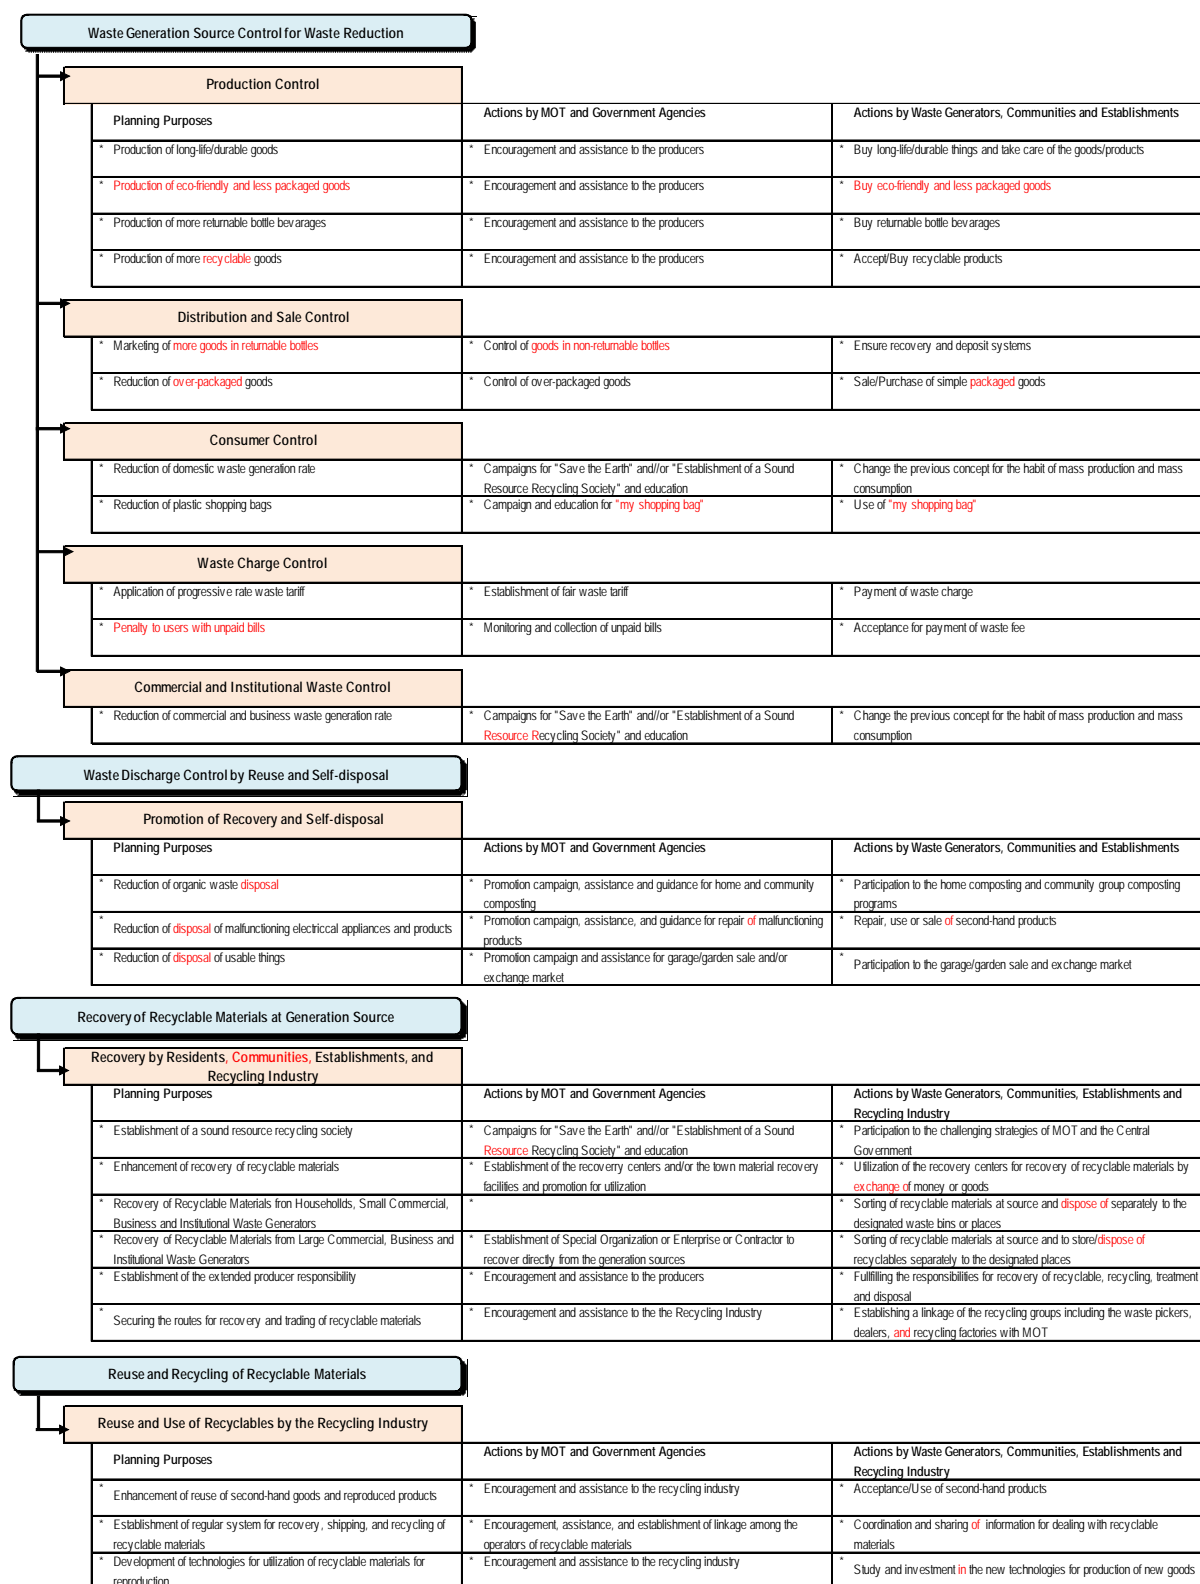 Waste Generation Source Control for Waste Reduction
Production Control
Planning Purposes
Actions by MOT and Government Agencies
Actions by Waste Generators, Communities and Establishments
* Production of long-life/durable goods
* Encouragement and assistance to the producers
* Buy long-life/durable things and take care of the goods/products
* Production of eco-friendly and less packaged goods
* Encouragement and assistance to the producers
* Buy eco-friendly and less packaged goods
* Production of more returnable bottle bevarages
* Encouragement and assistance to the producers
* Buy returnable bottle bevarages
* Production of more recyclable goods
* Encouragement and assistance to the producers
* Accept/Buy recyclable products
Distribution and Sale Control
* Marketing of more goods in returnable bottles
* Control of goods in non-returnable bottles
* Ensure recovery and deposit systems
* Reduction of over-packaged goods
* Control of over-packaged goods
* Sale/Purchase of simple packaged goods
Consumer Control
* Reduction of domestic waste generation rate
* Campaigns for "Save the Earth" and//or "Establishment of a Sound
Resource Recycling Society" and education
* Change the previous concept for the habit of mass production and mass
consumption
* Reduction of plastic shopping bags
* Campaign and education for "my shopping bag"
* Use of "my shopping bag"
Waste Charge Control
* Application of progressive rate waste tariff
* Establishment of fair waste tariff
* Payment of waste charge
* Penalty to users with unpaid bills
* Monitoring and collection of unpaid bills
* Acceptance for payment of waste fee
Commercial and Institutional Waste Control
* Reduction of commercial and business waste generation rate
* Campaigns for "Save the Earth" and//or "Establishment of a Sound
Resource Recycling Society" and education
* Change the previous concept for the habit of mass production and mass
consumption
Waste Discharge Control by Reuse and Self-disposal
Promotion of Recovery and Self-disposal
Planning Purposes
Actions by MOT and Government Agencies
Actions by Waste Generators, Communities and Establishments
* Reduction of organic waste disposal
* Promotion campaign, assistance and guidance for home and community
composting
* Participation to the home composting and community group composting
programs
* Reduction of disposal of malfunctioning electriccal appliances and products
* Promotion campaign, assistance, and guidance for repair of malfunctioning
products
* Repair, use or sale of second-hand products
* Reduction of disposal of usable things
* Promotion campaign and assistance for garage/garden sale and/or
exchange market
* Participation to the garage/garden sale and exchange market
Recovery of Recyclable Materials at Generation Source
Recovery by Residents, Communities, Establishments, and
Recycling Industry
Planning Purposes
Actions by MOT and Government Agencies
Actions by Waste Generators, Communities, Establishments and
Recycling Industry
* Establishment of a sound resource recycling society
* Campaigns for "Save the Earth" and//or "Establishment of a Sound
Resource Recycling Society" and education
* Participation to the challenging strategies of MOT and the Central
Government
* Enhancement of recovery of recyclable materials
* Establishment of the recoverry centers and/or the town material recovery
facilities and promotion for utilization
* Utilization of the recovery centers for recovery of recyclable materials by
exchange of money or goods
* Recovery of Recyclable Materials fron Househollds, Small Commercial,
Business and Institutional Waste Generators
*
* Sorting of recyclable materials at source and dispose of separately to the
designated waste bins or places
* Recovery of Recyclable Materials from Large Commercial, Business and
Institutional Waste Generators
* Establishment of Special Organization or Enterprise or Contractor to
recover directly from the generation sources
* Sorting of recyclable materials at source and to store/dispose of
recyclables separately to the designated places
* Establishment of the extended producer responsibility
* Encouragement and assistance to the producers
* Fullfilling the responsibilities for recovery of recyclable, recycling, treatment
and disposal
* Securing the routes for recovery and trading of recyclable materials
* Encouragement and assistance to the the Recycling Industry
* Establishing a linkage of the recycling groups including the waste pickers,
dealers, and recycling factories with MOT
Reuse and Recycling of Recyclable Materials
Reuse and Use of Recyclables by the Recycling Industry
Planning Purposes
Actions by MOT and Government Agencies
Actions by Waste Generators, Communities, Establishments and
Recycling Industry
* Enhancement of reuse of second-hand goods and reproduced products
* Encouragement and assistance to the recycling industry
* Acceptance/Use of second-hand products
* Establishment of regular system for recovery, shipping, and recycling of
recyclable materials
* Encouragement, assistance, and establishment of linkage among the
operators of recyclable materials
* Coordination and sharing of information for dealing with recyclable
materials
* Development of technologies for utilization of recyclable materials for
reproduction
* Encouragement and assistance to the recycling industry
* Study and investment in the new technologies for production of new goods